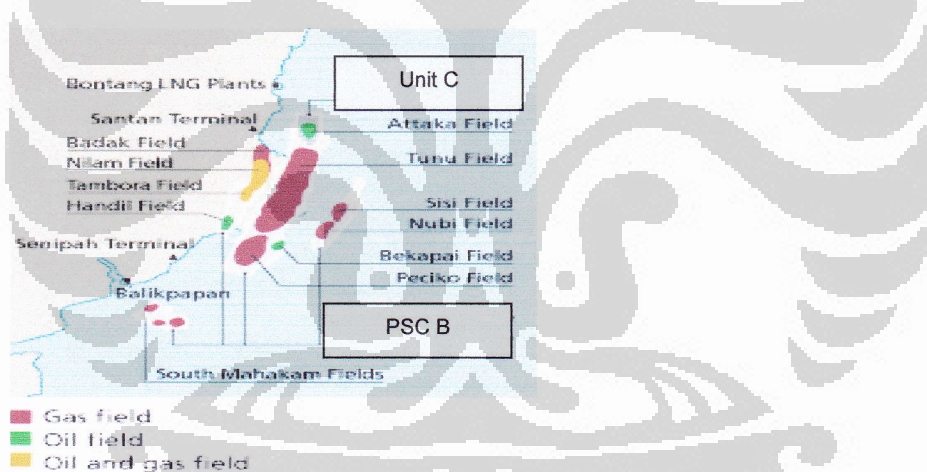 Unit C
Bontang LNG Plants
Santan Terminal
Attaka Field
Badak Field
Nilam Field
Tunu Field
Tambora Field
Handil Field
Sisi Field
Nubi Field
Senipah Terminal
Bekapai Field
Peciko Field
Balikpapan
PSC B
South Mahakam Fields
Gas field
Oil field
Oil and gas field